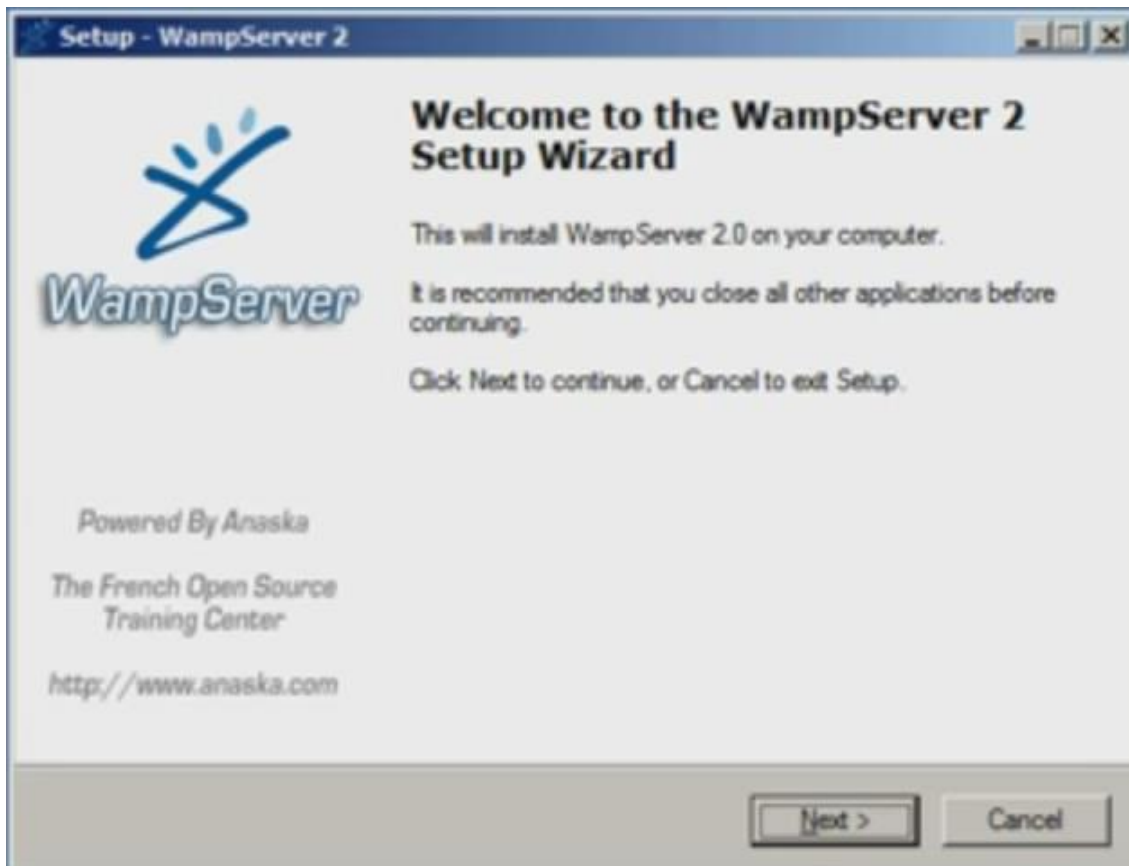 Setup - WampServer 2
Welcome to the WampServer 2
Setup Wizard
This will install WampServer 2.0 on your computer.
It is recommended that you close all other applications before
continuing.
Click Next to continue, or Cancel to exit Setup.
WampServer
Powered By Anaska
The French Open Source
Training Center
http://www.anaska.com
Next >
Cancel